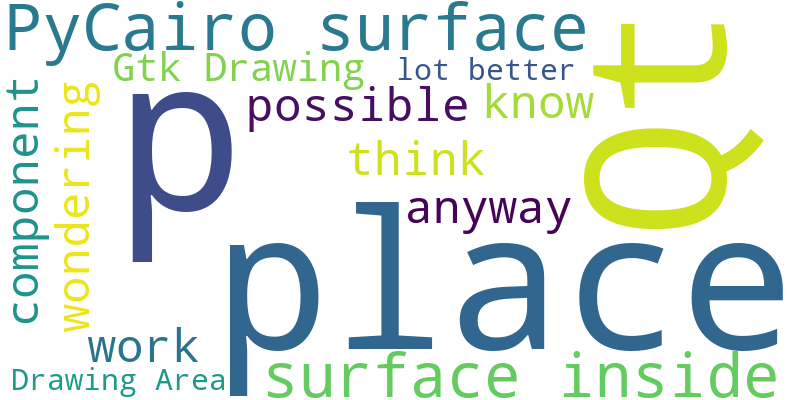 PyCairo surface
Gtk Drawing
lot better
Qt
component
wondering
p
possible
know
think
anyway
place
work
surface inside
Drawing Area